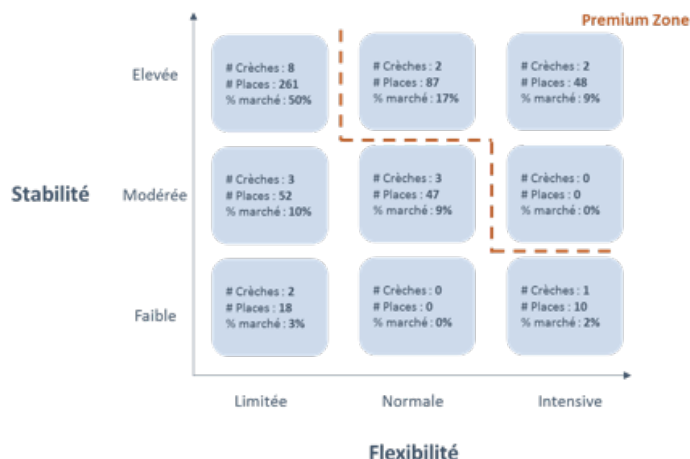 Premium Zone
Elevée
# Crèches : 8
# Places : 261
% marché : 50%
# Crèches : 2
# Places : 87
% marché : 17%
# Crèches : 2
# Places : 48
% marché : 9%
Stabilité
Modérée
# Crèches : 3
# Places : 52
% marché : 10%
# Crèches : 3
# Places : 47
% marché : 9%
# Crèches : 0
# Places : 0
% marché : 0%
Faible
# Crèches : 2
# Places : 18
% marché : 3%
# Crèches : 0
# Places : 0
% marché : 0%
# Crèches : 1
# Places : 10
% marché : 2%
Limitée
Normale
Intensive
Flexibilité